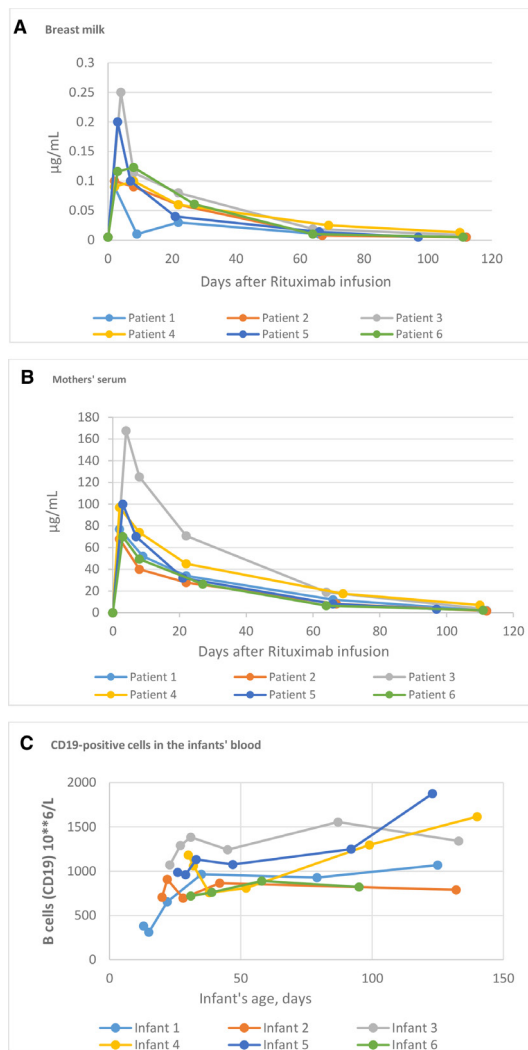 A Breast milk
0.3
0.25
0.2
0.15
0.1
0.05
0
µg/mL
0 20 40 60 80 100 120
Days after Rituximab infusion
Patient 1 Patient 2 Patient 3
Patient 4 Patient 5 Patient 6
B Mothers' serum
180
160
140
120
100
80
60
40
20
0
µg/mL
0 20 40 60 80 100 120
Days after Rituximab infusion
Patient 1 Patient 2 Patient 3
Patient 4 Patient 5 Patient 6
C CD19-positive cells in the infants' blood
2000
1500
1000
500
0
B cells (CD19) 10**6/L
0 50 100 150
Infant's age, days
Infant 1 Infant 2 Infant 3
Infant 4 Infant 5 Infant 6